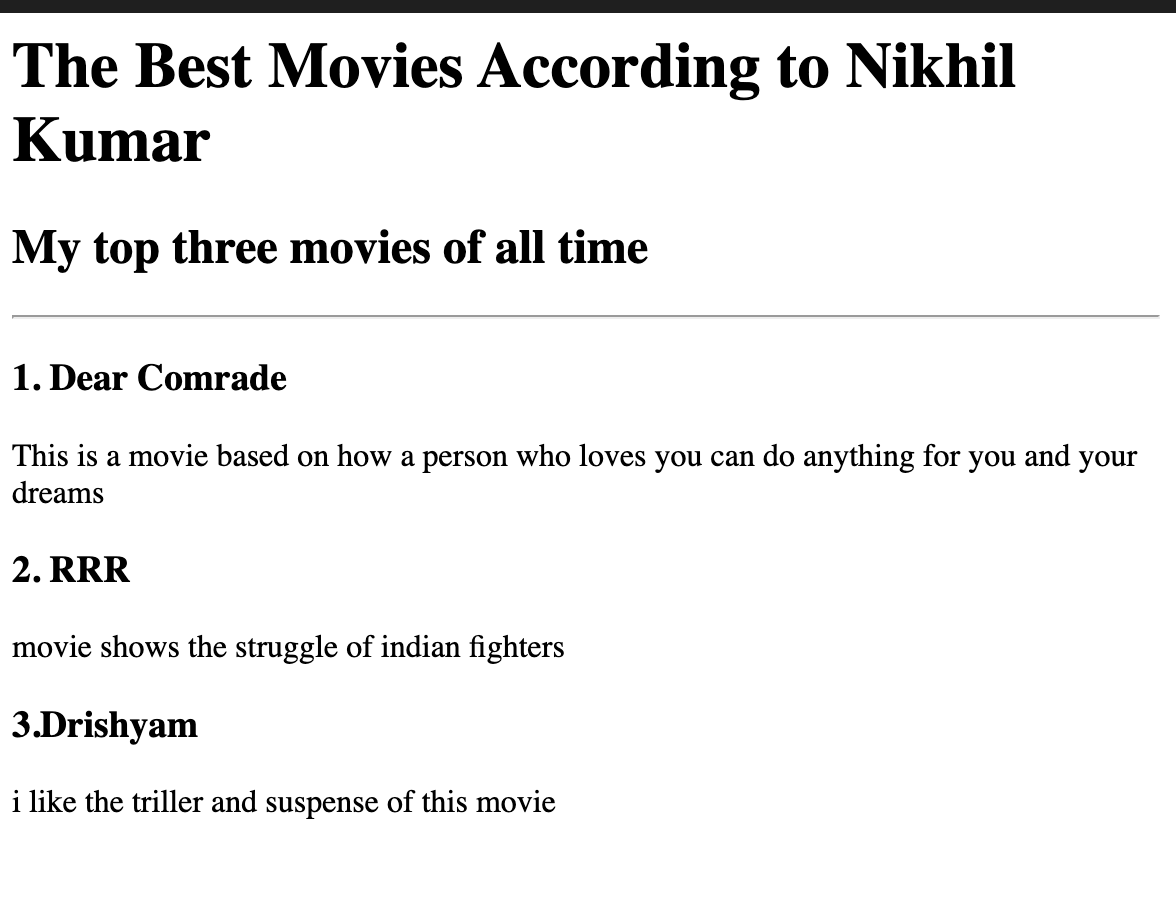 The Best Movies According to Nikhil
Kumar
My top three movies of all time
1. Dear Comrade
This is a movie based on how a person who loves you can do anything for you and your
dreams
2. RRR
movie shows the struggle of indian fighters
3.Drishyam
i like the triller and suspense of this movie